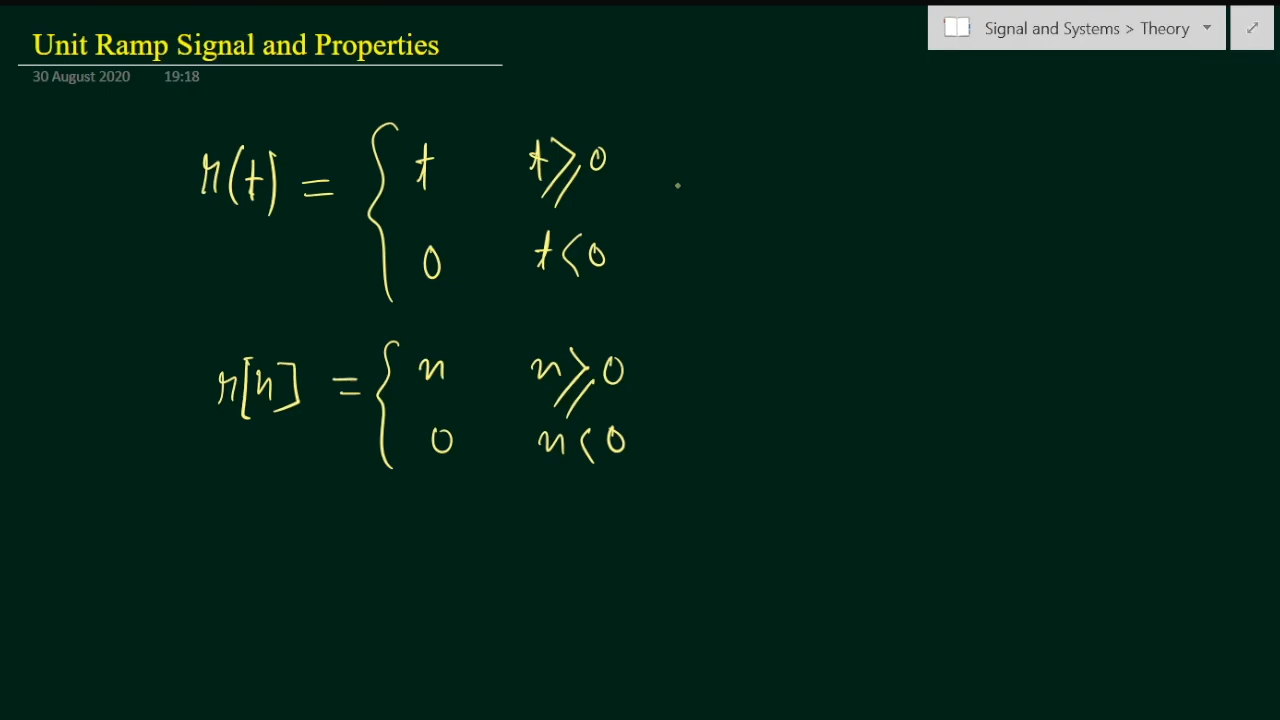 Signal and Systems > Theory
Unit Ramp Signal and Properties
30 August 2020 19:18
r(t) = { t t ⩾ 0
0 t < 0
r[n] = { n n ⩾ 0
0 n < 0